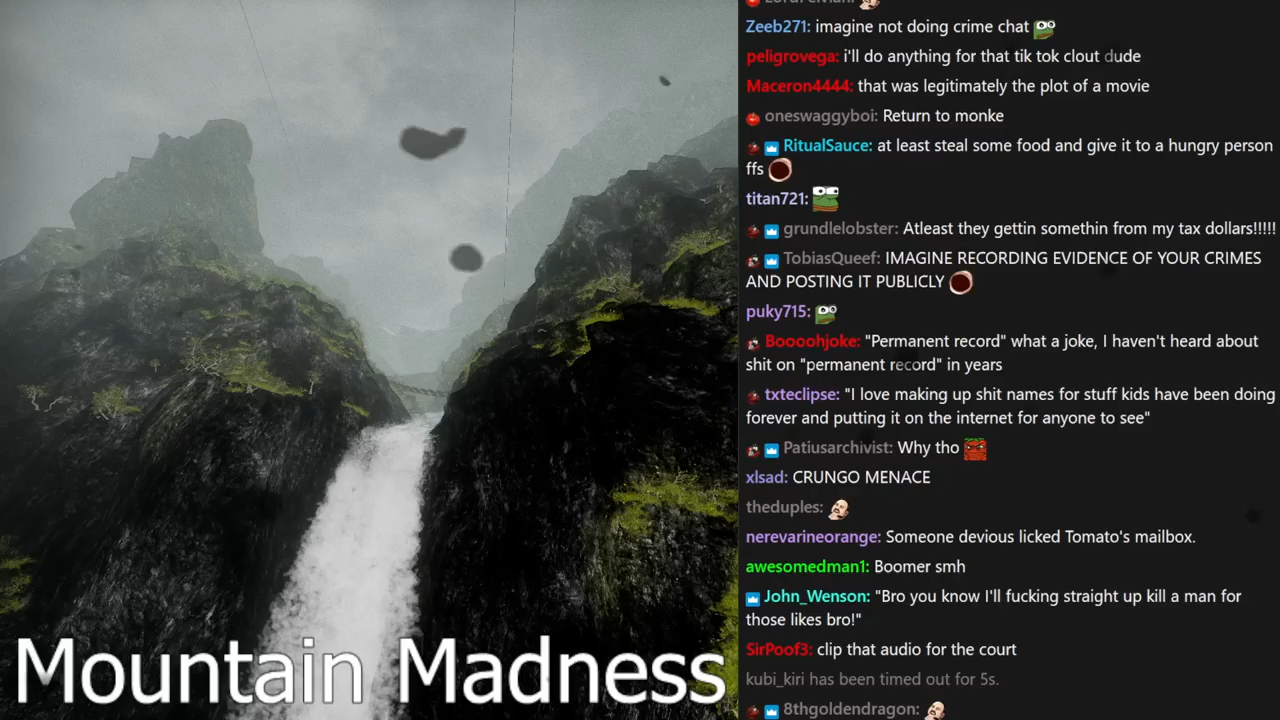 Zeeb271: imagine not doing crime chat
peligrovega: i'll do anything for that tik tok clout dude
Maceron4444: that was legitimately the plot of a movie
oneswaggyboi: Return to monke
RitualSauce: at least steal some food and give it to a hungry person
ffs
titan721:
grundlelobster: Atleast they gettin somethin from my tax dollars!!!!!
TobiasQueef: IMAGINE RECORDING EVIDENCE OF YOUR CRIMES
AND POSTING IT PUBLICLY
puky715:
Boooohjoke: "Permanent record" what a joke, I haven't heard about
shit on "permanent record" in years
txteclipse: "I love making up shit names for stuff kids have been doing
forever and putting it on the internet for anyone to see"
Patiusarchivist: Why tho
xlsad: CRUNGO MENACE
theduples:
nerevarineorange: Someone devious licked Tomato's mailbox.
awesomedman1: Boomer smh
John_Wenson: "Bro you know I'll fucking straight up kill a man for
those likes bro!"
SirPoof3: clip that audio for the court
kubi_kiri has been timed out for 5s.
8thgoldendragon:
Mountain Madness